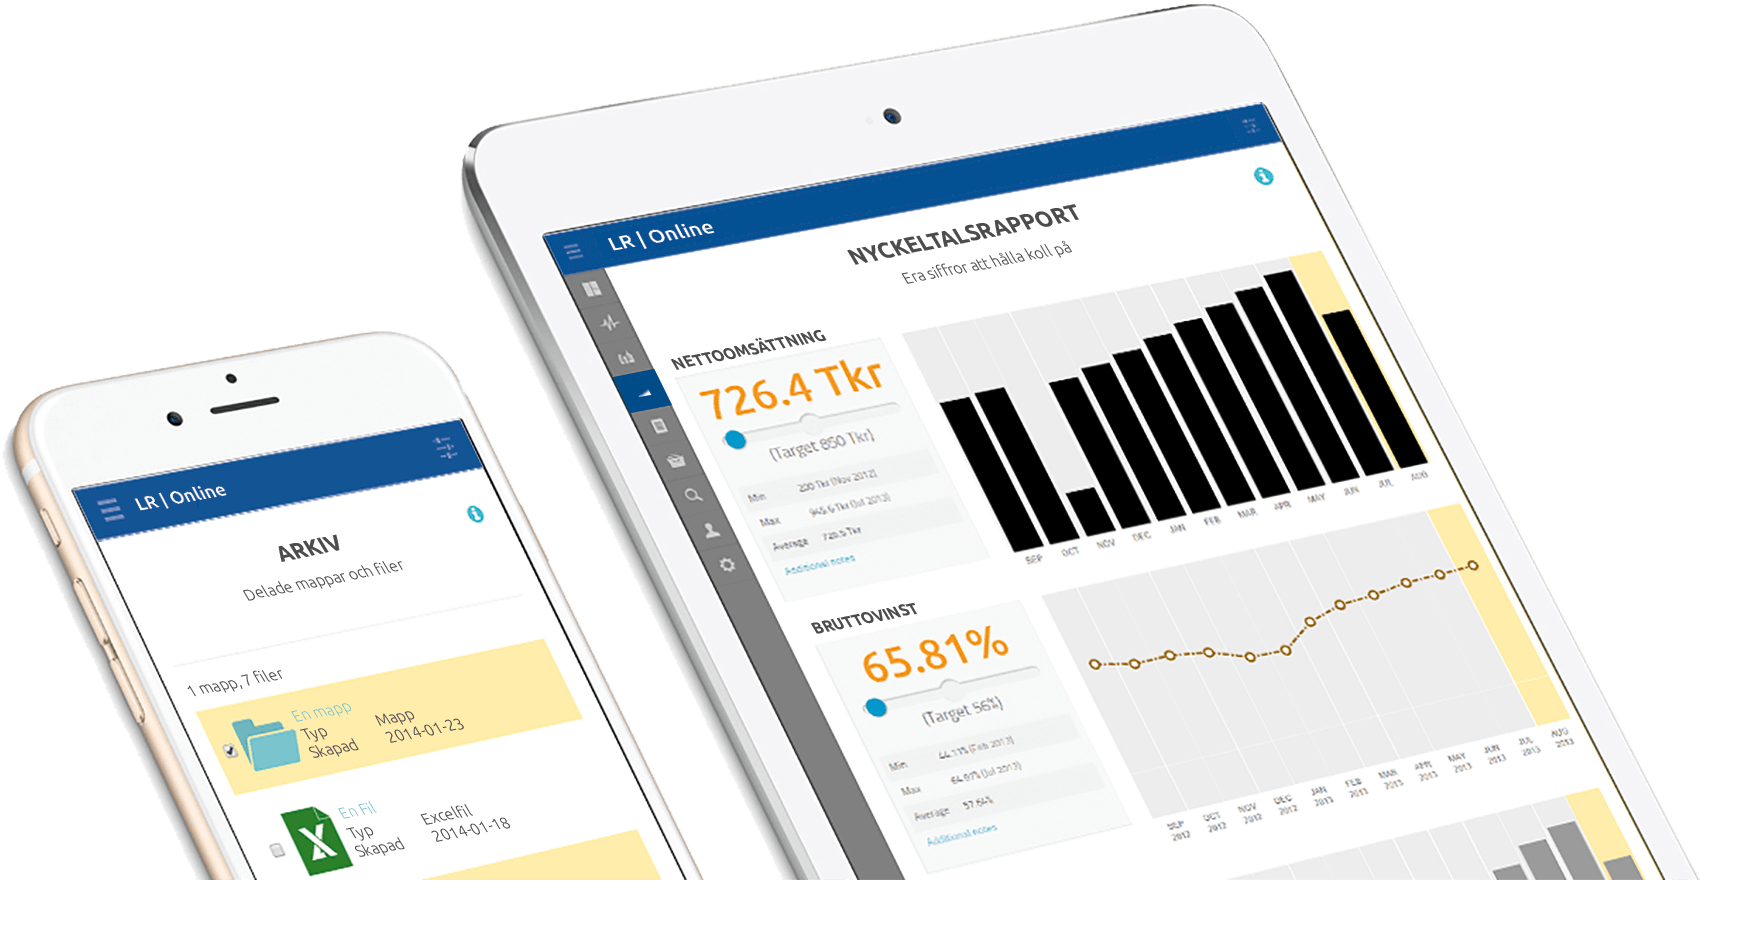 LR | Online
ARKIV
Delade mappar och filer
1 mapp, 7 filer
En mapp
Typ Mapp
Skapad 2014-01-23
En Fil
Typ Excelfil
Skapad 2014-01-18
LR | Online
NYCKELTALSRAPPORT
Era siffror att hålla koll på
NETTOOMSÄTTNING
726.4 Tkr
(Target 850 Tkr)
Min 220 Tkr (Nov 2012)
Max 945.6 Tkr (Jul 2013)
Average Tkr
Additional notes
SEP OCT NOV DEC JAN FEB MAR APR MAY JUN JUL AUG
BRUTTOVINST
65.81%
(Target 56%)
Min 44.11% (Feb 2013)
Max (Jul 2013)
Average 57.64%
Additional notes
SEP OCT NOV DEC JAN FEB MAR APR MAY JUN JUL AUG
2012 2012 2012 2012 2013 2013 2013 2013 2013 2013 2013 2013